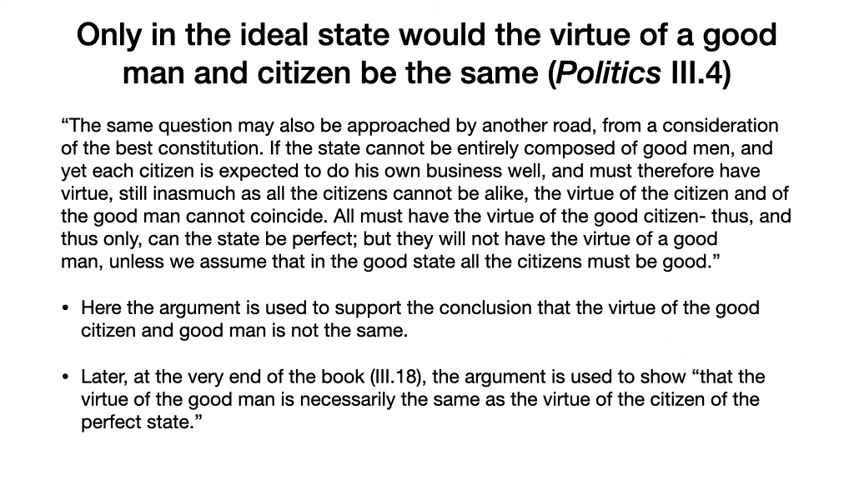 Only in the ideal state would the virtue of a good
man and citizen be the same (Politics III.4)
“The same question may also be approached by another road, from a consideration
of the best constitution. If the state cannot be entirely composed of good men, and
yet each citizen is expected to do his own business well, and must therefore have
virtue, still inasmuch as all the citizens cannot be alike, the virtue of the citizen and of
the good man cannot coincide. All must have the virtue of the good citizen- thus, and
thus only, can the state be perfect; but they will not have the virtue of a good
man, unless we assume that in the good state all the citizens must be good.”
• Here the argument is used to support the conclusion that the virtue of the good
citizen and good man is not the same.
• Later, at the very end of the book (III.18), the argument is used to show “that the
virtue of the good man is necessarily the same as the virtue of the citizen of the
perfect state.”